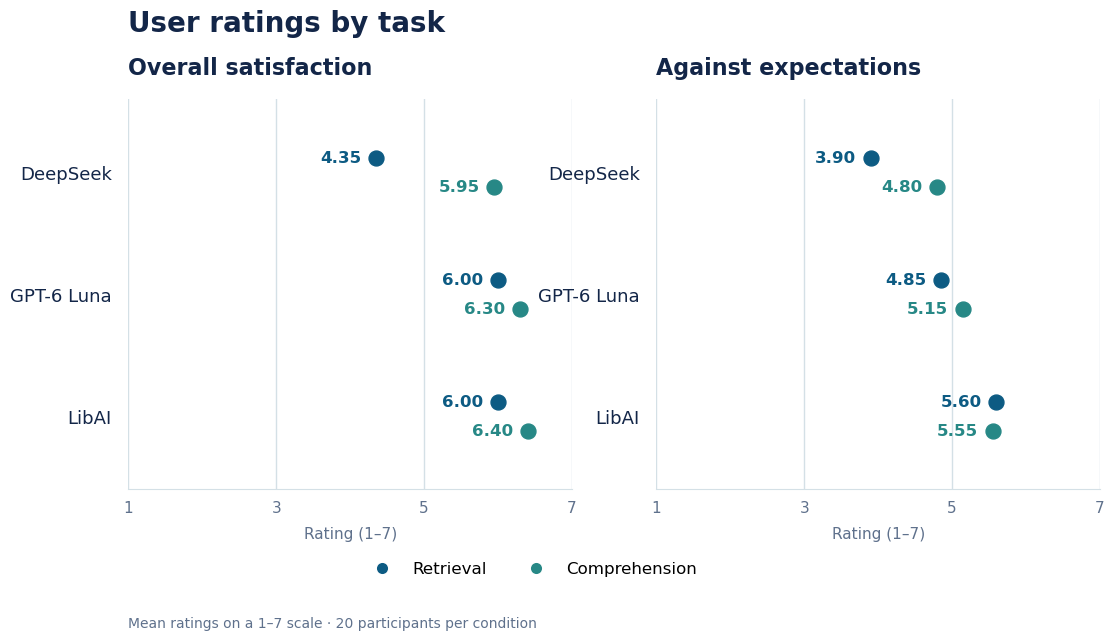 User ratings by task
Overall satisfaction
DeepSeek
4.35
5.95
GPT-6 Luna
6.00
6.30
LibAI
6.00
6.40
1 3 5 7
Rating (1–7)
Against expectations
DeepSeek
3.90
4.80
GPT-6 Luna
4.85
5.15
LibAI
5.60
5.55
1 3 5 7
Rating (1–7)
Retrieval Comprehension
Mean ratings on a 1–7 scale · 20 participants per condition